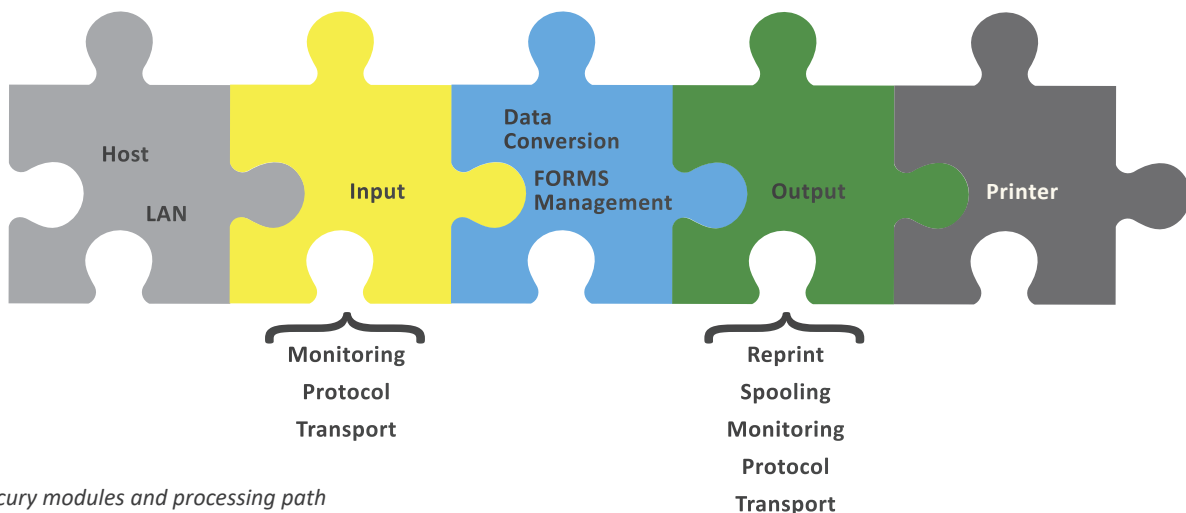 Host
LAN
Input
Data
Conversion
FORMS
Management
Output
Printer
Monitoring
Protocol
Transport
Reprint
Spooling
Monitoring
Protocol
Transport
cury modules and processing path